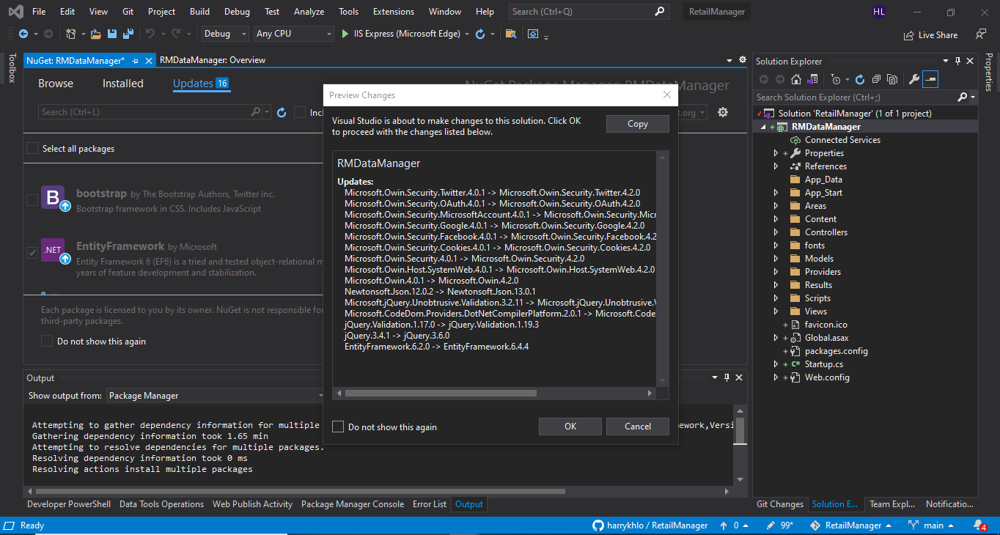 File Edit View Git Project Build Debug Test Analyze Tools Extensions Window Help Search (Ctrl+Q) RetailManager HL
Debug Any CPU IIS Express (Microsoft Edge) Live Share
Toolbox
NuGet: RMDataManager* RMDataManager: Overview
Browse Installed Updates 16
NuGet Package Manager: RMDataManager
Search (Ctrl+L) Incl .org
Select all packages
B bootstrap by The Bootstrap Authors, Twitter Inc.
Bootstrap framework in CSS. Includes JavaScript
.NET EntityFramework by Microsoft
Entity Framework 6 (EF6) is a tried and tested object-relational m
years of feature development and stabilization.
Each package is licensed to you by its owner. NuGet is not responsible for
third-party packages.
Do not show this again
Preview Changes
Visual Studio is about to make changes to this solution. Click OK
to proceed with the changes listed below.
Copy
RMDataManager
Updates:
Microsoft.Owin.Security.Twitter.4.0.1 -> Microsoft.Owin.Security.Twitter.4.2.0
Microsoft.Owin.Security.OAuth.4.0.1 -> Microsoft.Owin.Security.OAuth.4.2.0
Microsoft.Owin.Security.MicrosoftAccount.4.0.1 -> Microsoft.Owin.Security.Micr
Microsoft.Owin.Security.Google.4.0.1 -> Microsoft.Owin.Security.Google.4.2.0
Microsoft.Owin.Security.Facebook.4.0.1 -> Microsoft.Owin.Security.Facebook.4.2
Microsoft.Owin.Security.Cookies.4.0.1 -> Microsoft.Owin.Security.Cookies.4.2.0
Microsoft.Owin.Security.4.0.1 -> Microsoft.Owin.Security.4.2.0
Microsoft.Owin.Host.SystemWeb.4.0.1 -> Microsoft.Owin.Host.SystemWeb.4.2.0
Microsoft.Owin.4.0.1 -> Microsoft.Owin.4.2.0
Newtonsoft.Json.12.0.2 -> Newtonsoft.Json.13.0.1
Microsoft.jQuery.Unobtrusive.Validation.3.2.11 -> Microsoft.jQuery.Unobtrusive.V
Microsoft.CodeDom.Providers.DotNetCompilerPlatform.2.0.1 -> Microsoft.Code
jQuery.Validation.1.17.0 -> jQuery.Validation.1.19.3
jQuery.3.4.1 -> jQuery.3.6.0
EntityFramework.6.2.0 -> EntityFramework.6.4.4
Do not show this again OK Cancel
Output
Show output from: Package Manager
Attempting to gather dependency information for multiple ework,Versi
Gathering dependency information took 1.65 min
Attempting to resolve dependencies for multiple packages.
Resolving dependency information took 0 ms
Resolving actions install multiple packages
Developer PowerShell Data Tools Operations Web Publish Activity Package Manager Console Error List Output
Solution Explorer
Search Solution Explorer (Ctrl+;)
Solution 'RetailManager' (1 of 1 project)
RMDataManager
Connected Services
Properties
References
App_Data
App_Start
Areas
Content
Controllers
fonts
Models
Providers
Results
Scripts
Views
favicon.ico
Global.asax
packages.config
C# Startup.cs
Web.config
Git Changes Solution E... Team Expl... Notificatio...
Properties
Ready harrykhlo / RetailManager 0 99* RetailManager main 4